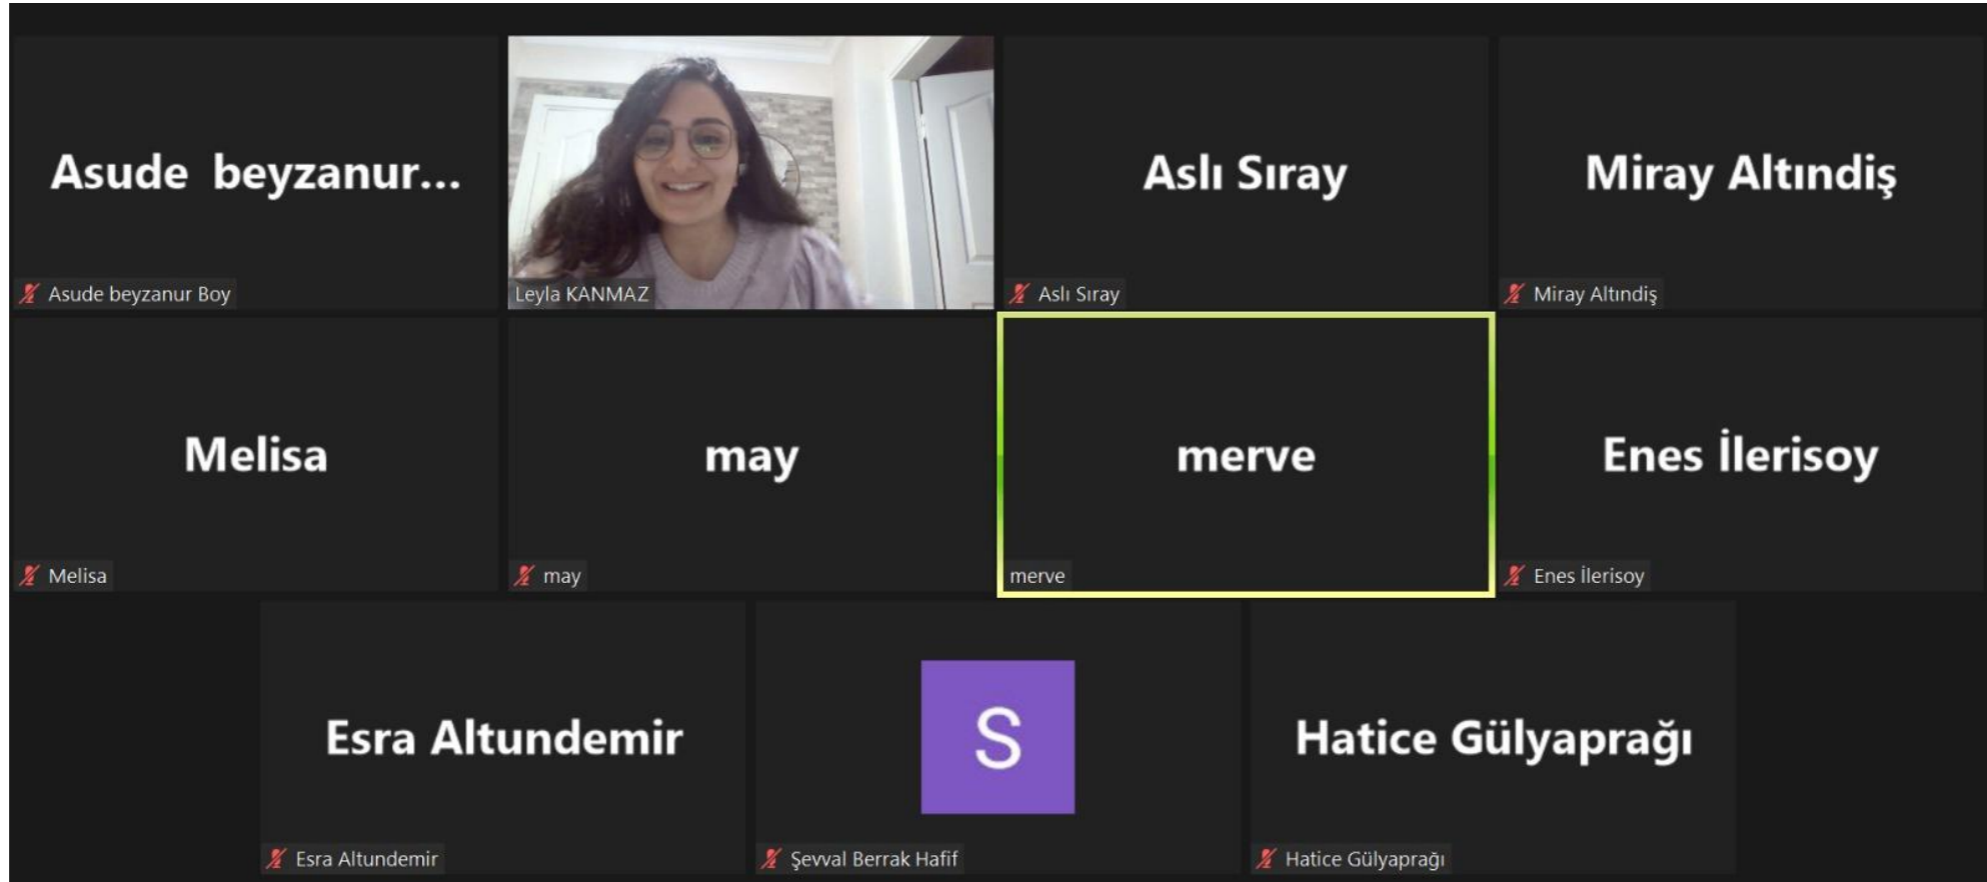 Asude beyzanur...
Asude beyzanur Boy
Leyla KANMAZ
Aslı Sıray
Aslı Sıray
Miray Altındiş
Miray Altındiş
Melisa
Melisa
may
may
merve
merve
Enes İlerisoy
Enes İlerisoy
Esra Altundemir
Esra Altundemir
S
Şevval Berrak Hafif
Hatice Gülyaprağı
Hatice Gülyaprağı